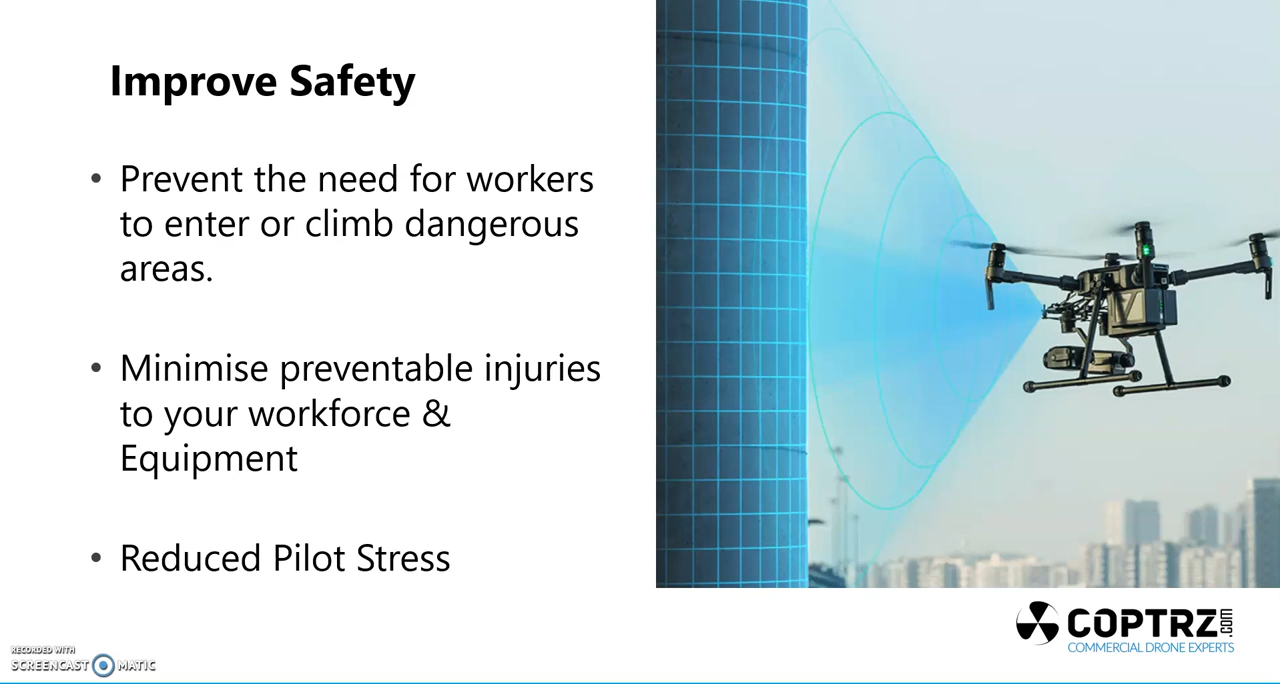 Improve Safety
• Prevent the need for workers
to enter or climb dangerous
areas.
• Minimise preventable injuries
to your workforce &
Equipment
• Reduced Pilot Stress
COPTRZ.com
COMMERCIAL DRONE EXPERTS
RECORDED WITH
SCREENCAST MATIC